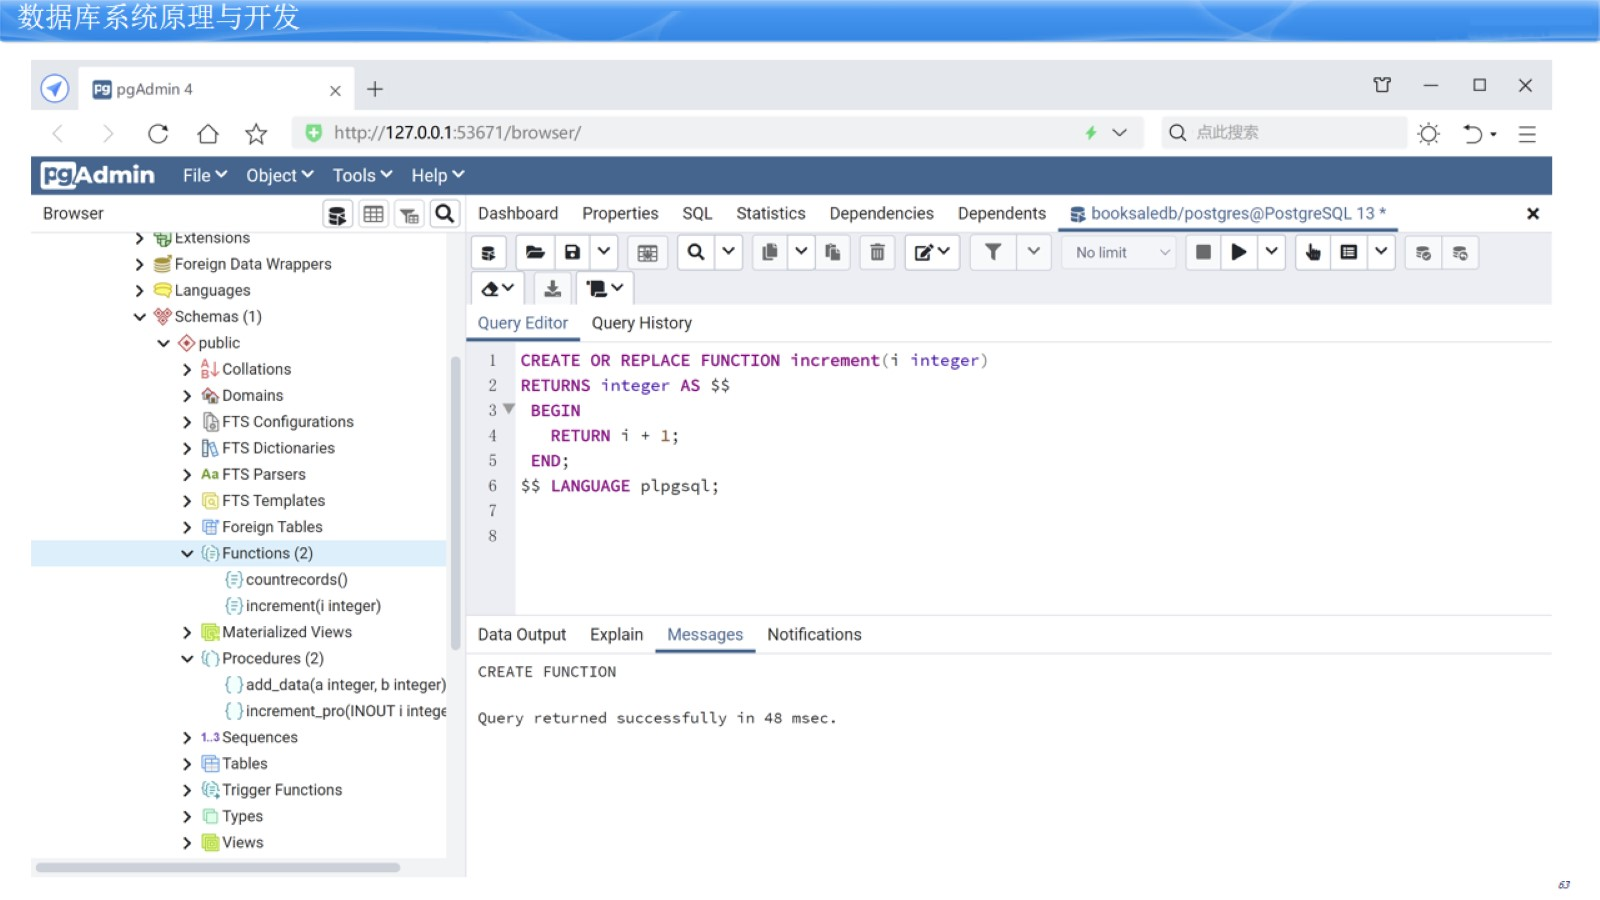 数据库系统原理与开发
pgAdmin 4
http://127.0.0.1:53671/browser/
点此搜索
pgAdmin File Object Tools Help
Browser
Dashboard Properties SQL Statistics Dependencies Dependents booksaledb/postgres@PostgreSQL 13 *
No limit
Extensions
Foreign Data Wrappers
Languages
Schemas (1)
public
Collations
Domains
FTS Configurations
FTS Dictionaries
Aa FTS Parsers
FTS Templates
Foreign Tables
Functions (2)
countrecords()
increment(i integer)
Materialized Views
Procedures (2)
add_data(a integer, b integer)
increment_pro(INOUT i intege
1..3 Sequences
Tables
Trigger Functions
Types
Views
Query Editor Query History
1 CREATE OR REPLACE FUNCTION increment(i integer)
2 RETURNS integer AS $$
3 BEGIN
4 RETURN i + 1;
5 END;
6 $$ LANGUAGE plpgsql;
7
8
Data Output Explain Messages Notifications
CREATE FUNCTION
Query returned successfully in 48 msec.
63